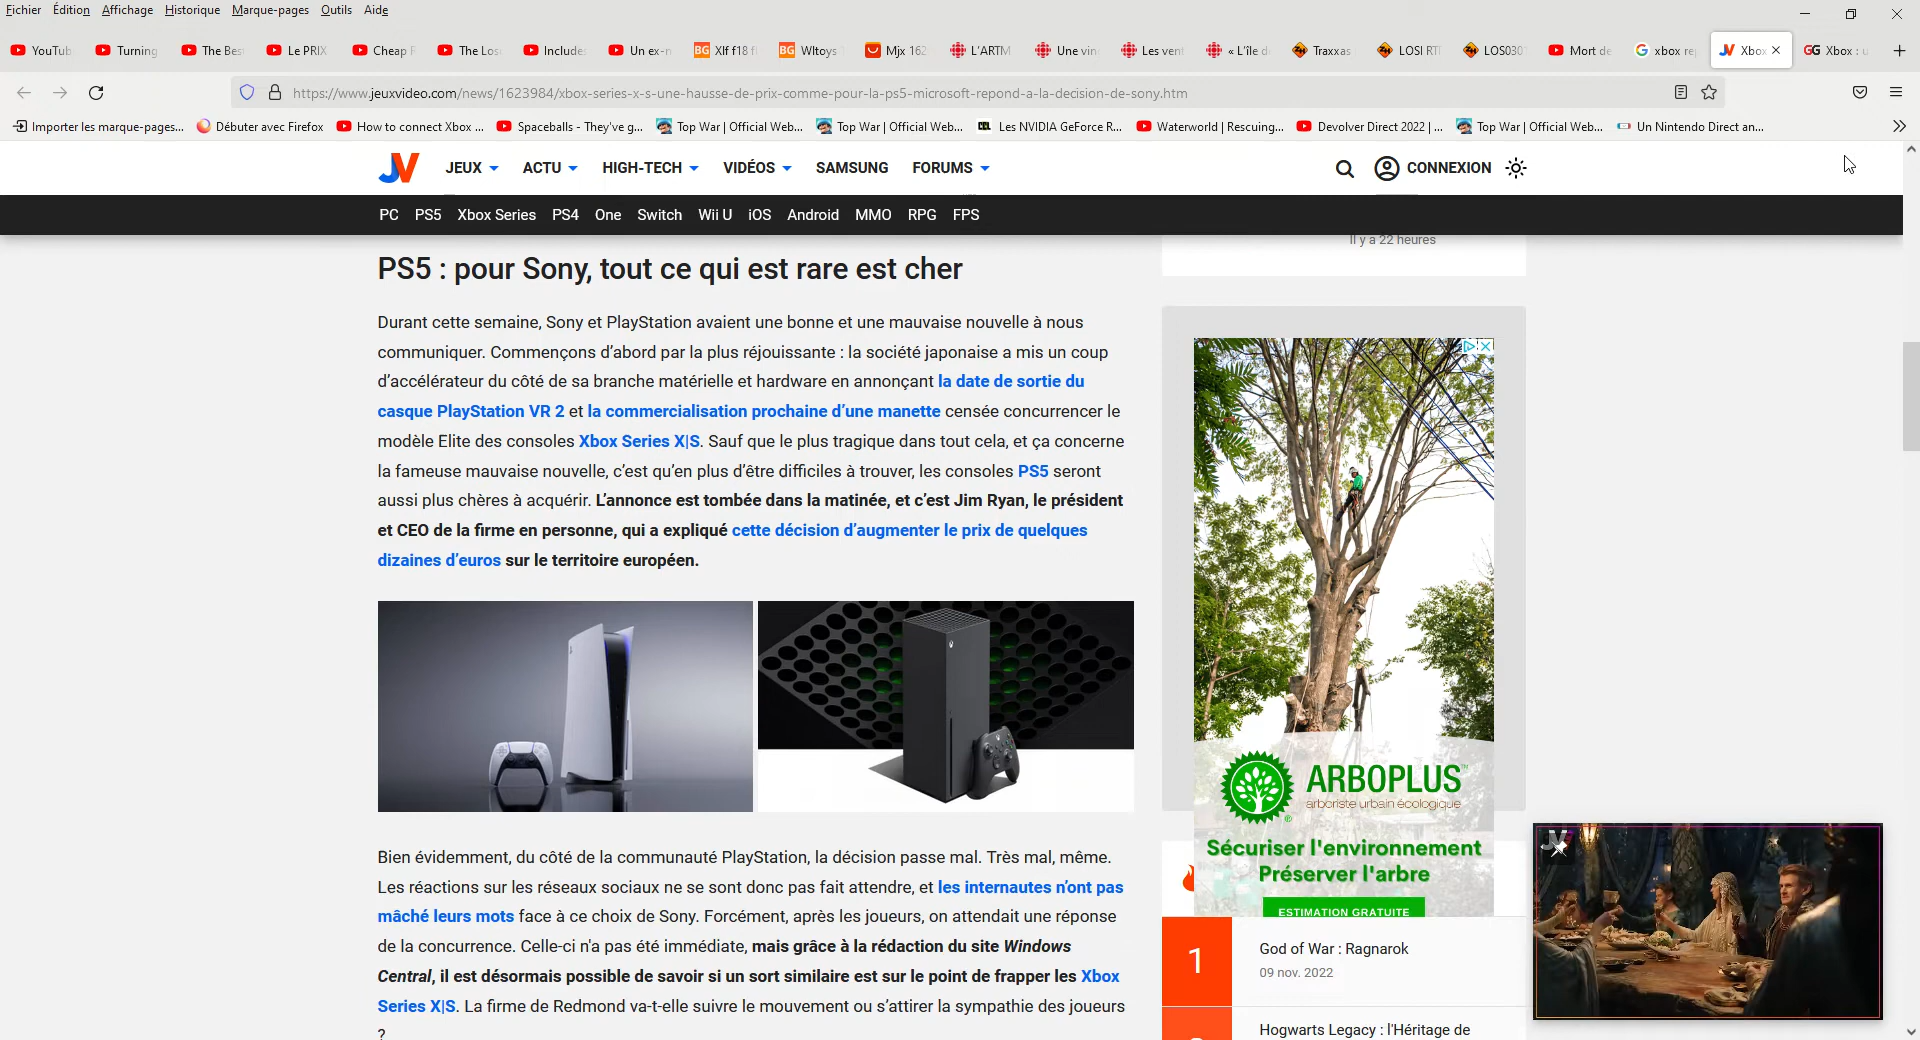 Fichier Édition Affichage Historique Marque-pages Outils Aide
YouTub Turning The Bes Le PRIX Cheap F The Los Include Un ex-n BG Xlf f18 f BG Wltoys Mjx 162 L'ARTM Une vin Les vent « L'île d Traxxas LOSI RTI LOS030 Mort de xbox rep JV Xbox GG Xbox : u
https://www.jeuxvideo.com/news/1623984/xbox-series-x-s-une-hausse-de-prix-comme-pour-la-ps5-microsoft-repond-a-la-decision-de-sony.htm
Importer les marque-pages... Débuter avec Firefox How to connect Xbox ... Spaceballs - They've g... Top War | Official Web... Top War | Official Web... Les NVIDIA GeForce R... Waterworld | Rescuing... Devolver Direct 2022 | ... Top War | Official Web... Un Nintendo Direct an...
JV JEUX ACTU HIGH-TECH VIDÉOS SAMSUNG FORUMS CONNEXION
PC PS5 Xbox Series PS4 One Switch Wii U iOS Android MMO RPG FPS
Il y a 22 heures
PS5 : pour Sony, tout ce qui est rare est cher
Durant cette semaine, Sony et PlayStation avaient une bonne et une mauvaise nouvelle à nous
communiquer. Commençons d'abord par la plus réjouissante : la société japonaise a mis un coup
d'accélérateur du côté de sa branche matérielle et hardware en annonçant la date de sortie du
casque PlayStation VR 2 et la commercialisation prochaine d'une manette censée concurrencer le
modèle Elite des consoles Xbox Series X|S. Sauf que le plus tragique dans tout cela, et ça concerne
la fameuse mauvaise nouvelle, c'est qu'en plus d'être difficiles à trouver, les consoles PS5 seront
aussi plus chères à acquérir. L'annonce est tombée dans la matinée, et c'est Jim Ryan, le président
et CEO de la firme en personne, qui a expliqué cette décision d'augmenter le prix de quelques
dizaines d'euros sur le territoire européen.
Bien évidemment, du côté de la communauté PlayStation, la décision passe mal. Très mal, même.
Les réactions sur les réseaux sociaux ne se sont donc pas fait attendre, et les internautes n'ont pas
mâché leurs mots face à ce choix de Sony. Forcément, après les joueurs, on attendait une réponse
de la concurrence. Celle-ci n'a pas été immédiate, mais grâce à la rédaction du site Windows
Central, il est désormais possible de savoir si un sort similaire est sur le point de frapper les Xbox
Series X|S. La firme de Redmond va-t-elle suivre le mouvement ou s'attirer la sympathie des joueurs
?
ARBOPLUS™
arboriste urbain écologique
®
Sécuriser l'environnement
Préserver l'arbre
ESTIMATION GRATUITE
1 God of War : Ragnarok
09 nov. 2022
Hogwarts Legacy : l'Héritage de
JV